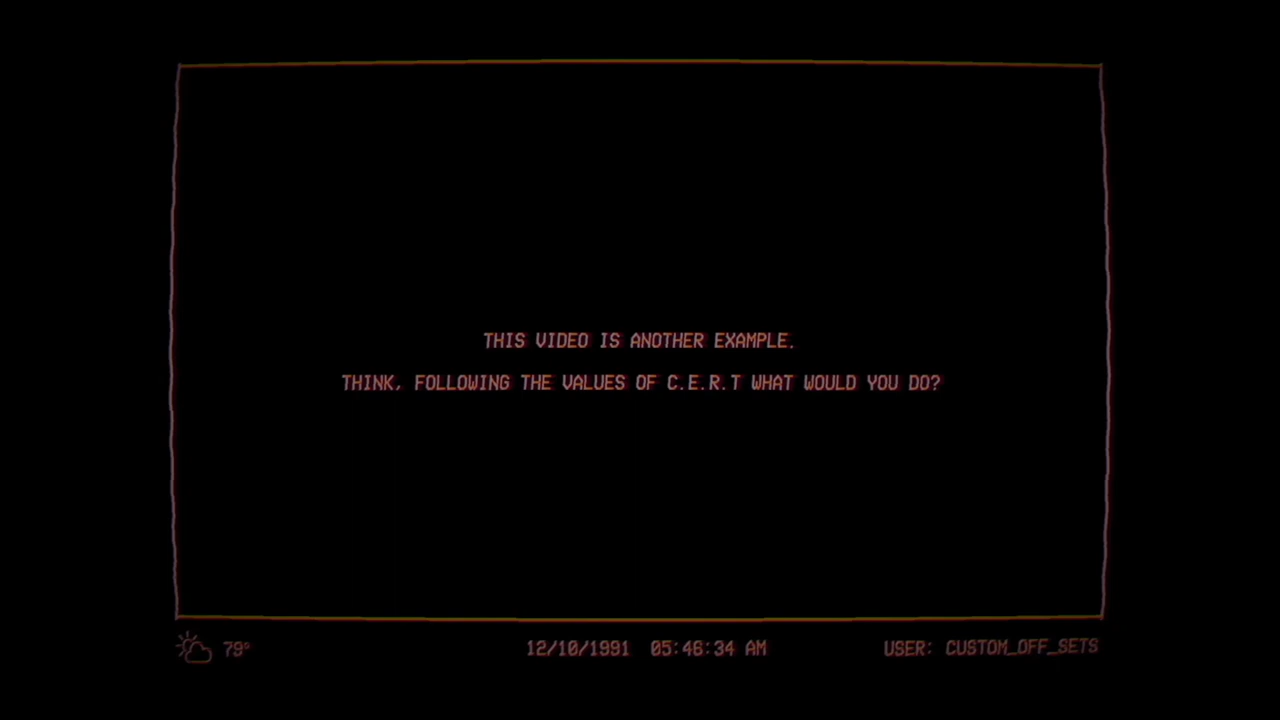 THIS VIDEO IS ANOTHER EXAMPLE.
THINK, FOLLOWING THE VALUES OF C.E.R.T WHAT WOULD YOU DO?
79° 12/10/1991 05:46:34 AM USER: CUSTOM_OFF_SETS